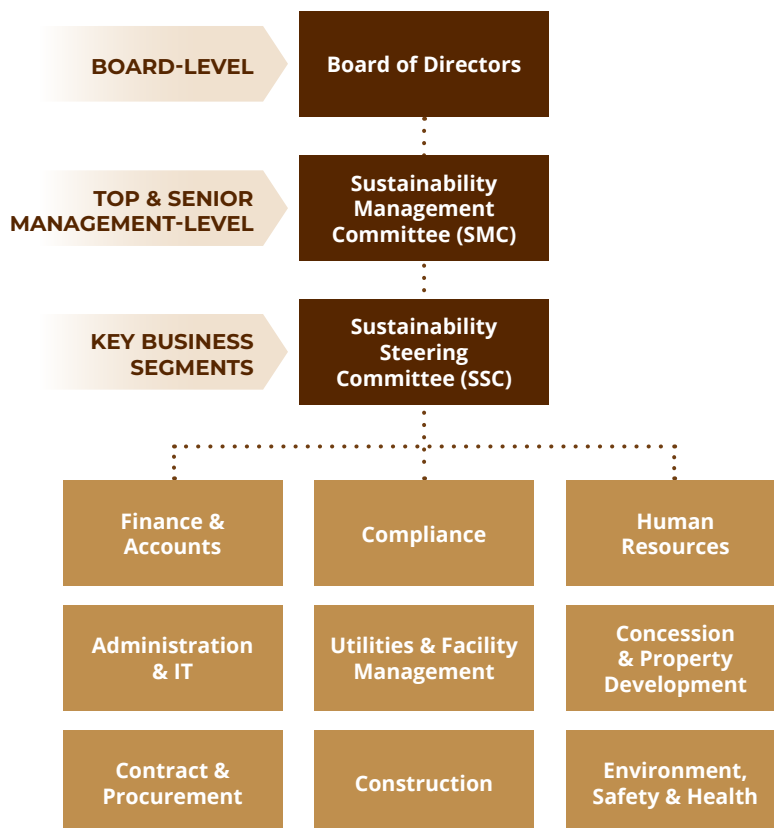 BOARD-LEVEL
Board of Directors
TOP & SENIOR
MANAGEMENT-LEVEL
Sustainability
Management
Committee (SMC)
KEY BUSINESS
SEGMENTS
Sustainability
Steering
Committee (SSC)
Finance &
Accounts
Compliance
Human
Resources
Administration
& IT
Utilities & Facility
Management
Concession
& Property
Development
Contract &
Procurement
Construction
Environment,
Safety & Health